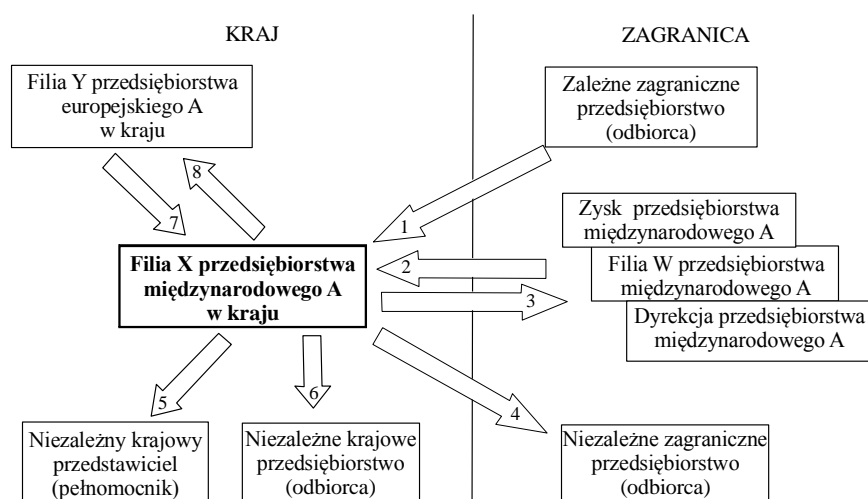 KRAJ
ZAGRANICA
Filia Y przedsiębiorstwa
europejskiego A
w kraju
Zależne zagraniczne
przedsiębiorstwo
(odbiorca)
8
7
1
Zysk przedsiębiorstwa
międzynarodowego A
Filia X przedsiębiorstwa
międzynarodowego A
w kraju
2
Filia W przedsiębiorstwa
międzynarodowego A
3
Dyrekcja przedsiębiorstwa
międzynarodowego A
5
6
4
Niezależny krajowy
przedstawiciel
(pełnomocnik)
Niezależne krajowe
przedsiębiorstwo
(odbiorca)
Niezależne zagraniczne
przedsiębiorstwo
(odbiorca)